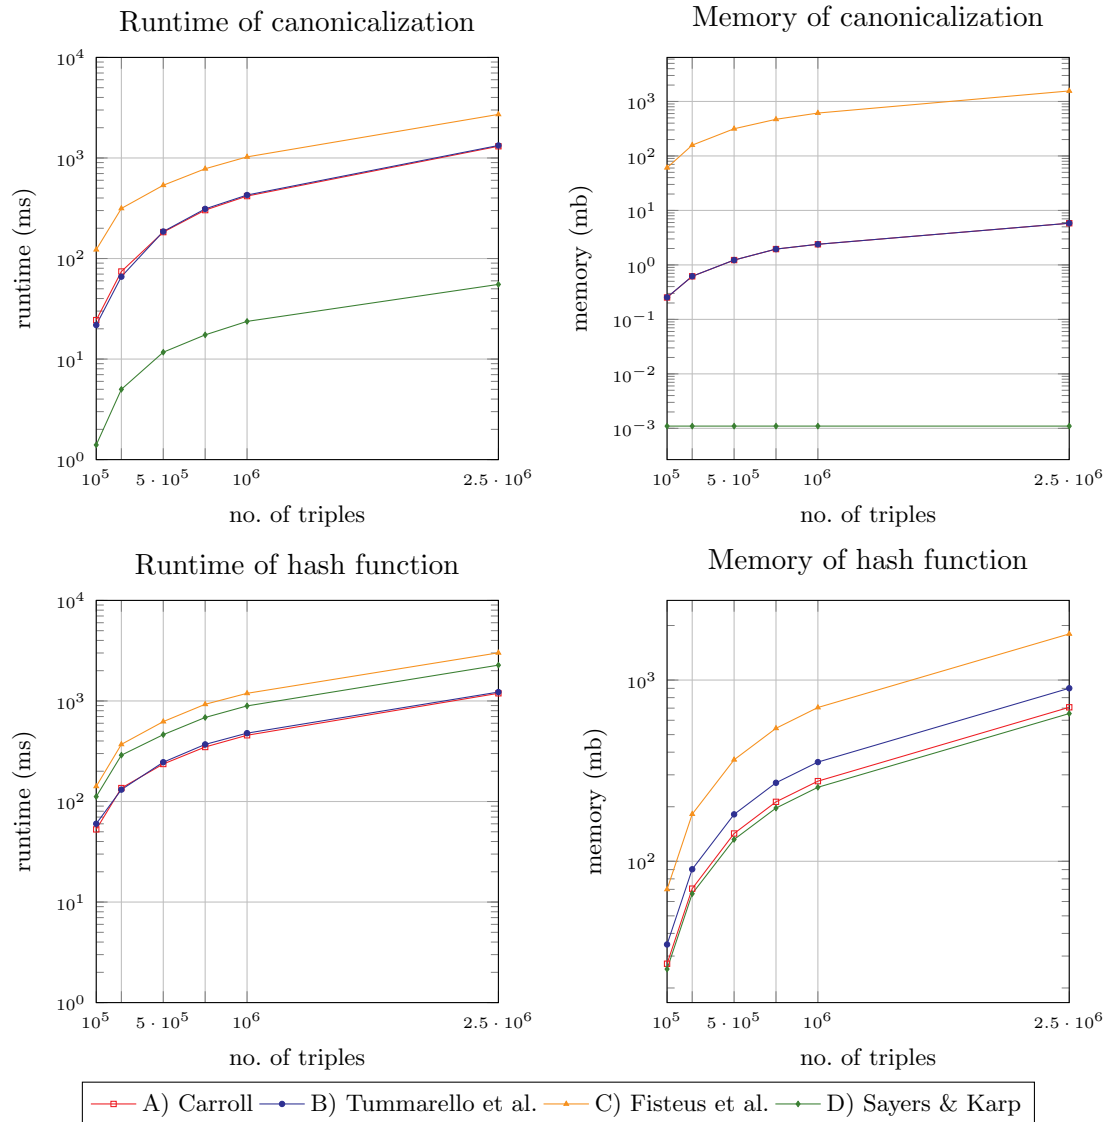 Runtime of canonicalization
Memory of canonicalization
10^4
10^3
10^2
10^1
10^0
runtime (ms)
10^5
5 · 10^5
10^6
2.5 · 10^6
no. of triples
10^3
10^2
10^1
10^0
10^−1
10^−2
10^−3
memory (mb)
10^5
5 · 10^5
10^6
2.5 · 10^6
no. of triples
Runtime of hash function
Memory of hash function
10^4
10^3
10^2
10^1
10^0
runtime (ms)
10^5
5 · 10^5
10^6
2.5 · 10^6
no. of triples
10^3
10^2
memory (mb)
10^5
5 · 10^5
10^6
2.5 · 10^6
no. of triples
A) Carroll B) Tummarello et al. C) Fisteus et al. D) Sayers & Karp